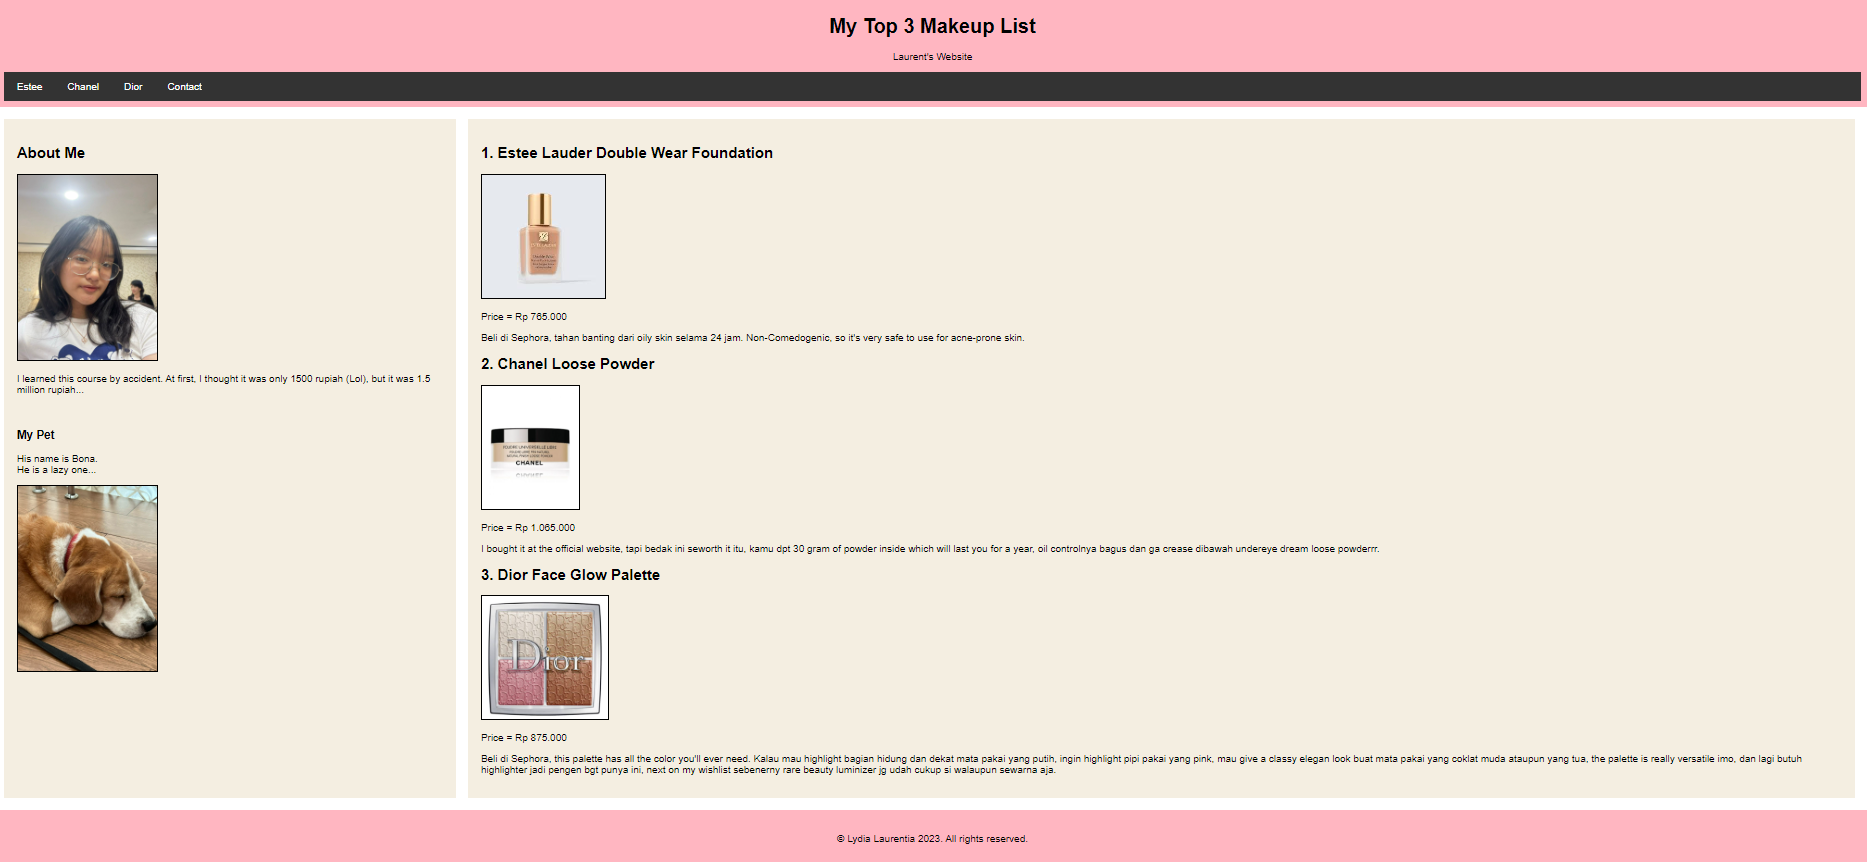 My Top 3 Makeup List
Laurent's Website
Estee
Chanel
Dior
Contact
About Me
I learned this course by accident. At first, I thought it was only 1500 rupiah (Lol), but it was 1.5
million rupiah...
My Pet
His name is Bona.
He is a lazy one...
1. Estee Lauder Double Wear Foundation
Price = Rp 765.000
Beli di Sephora, tahan banting dari oily skin selama 24 jam. Non-Comedogenic, so it's very safe to use for acne-prone skin.
2. Chanel Loose Powder
POUDRE UNIVERSELLE LIBRE
CHANEL
Price = Rp 1.065.000
I bought it at the official website, tapi bedak ini seworth it itu, kamu dpt 30 gram of powder inside which will last you for a year, oil controlnya bagus dan ga crease dibawah undereye dream loose powderrr.
3. Dior Face Glow Palette
Dior
Price = Rp 875.000
Beli di Sephora, this palette has all the color you'll ever need. Kalau mau highlight bagian hidung dan dekat mata pakai yang putih, ingin highlight pipi pakai yang pink, mau give a classy elegan look buat mata pakai yang coklat muda ataupun yang tua, the palette is really versatile imo, dan lagi butuh
highlighter jadi pengen bgt punya ini, next on my wishlist sebenerny rare beauty luminizer jg udah cukup si walaupun sewarna aja.
© Lydia Laurentia 2023. All rights reserved.